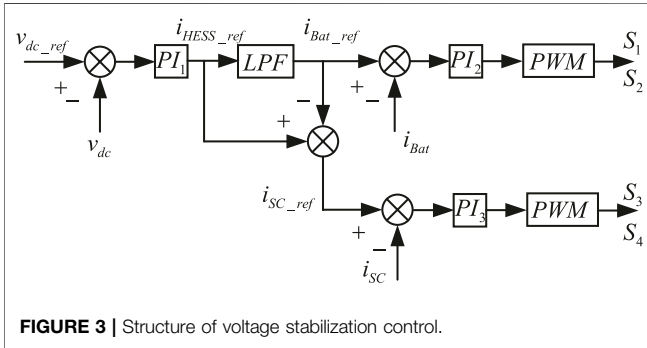 v_dc_ref
i_HESS_ref
i_Bat_ref
S_1
PI_1
LPF
PI_2
PWM
S_2
+ −
− +
+ −
v_dc
i_Bat
i_SC_ref
S_3
PI_3
PWM
S_4
+ −
i_SC
FIGURE 3 | Structure of voltage stabilization control.